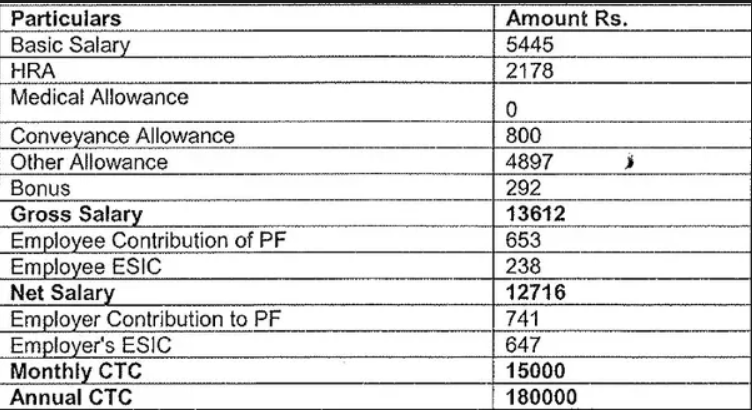 Particulars Amount Rs.
Basic Salary 5445
HRA 2178
Medical Allowance 0
Conveyance Allowance 800
Other Allowance 4897
Bonus 292
Gross Salary 13612
Employee Contribution of PF 653
Employee ESIC 238
Net Salary 12716
Employer Contribution to PF 741
Employer's ESIC 647
Monthly CTC 15000
Annual CTC 180000